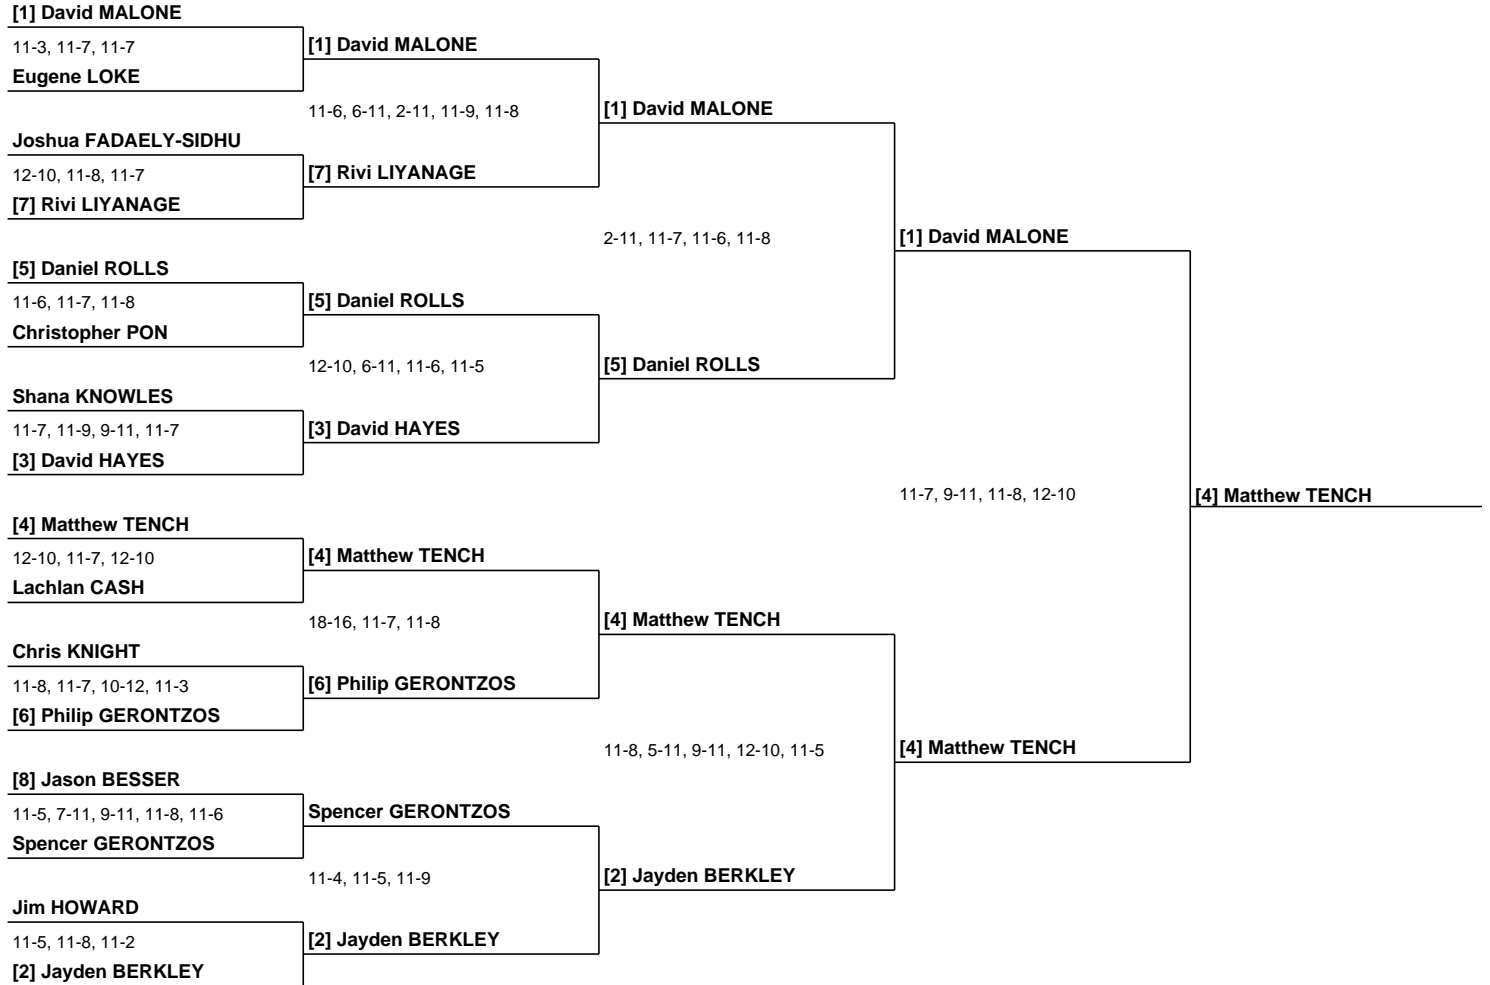 [1] David MALONE
11-3, 11-7, 11-7
Eugene LOKE
Joshua FADAELY-SIDHU
12-10, 11-8, 11-7
[7] Rivi LIYANAGE
[5] Daniel ROLLS
11-6, 11-7, 11-8
Christopher PON
Shana KNOWLES
11-7, 11-9, 9-11, 11-7
[3] David HAYES
[4] Matthew TENCH
12-10, 11-7, 12-10
Lachlan CASH
Chris KNIGHT
11-8, 11-7, 10-12, 11-3
[6] Philip GERONTZOS
[8] Jason BESSER
11-5, 7-11, 9-11, 11-8, 11-6
Spencer GERONTZOS
Jim HOWARD
11-5, 11-8, 11-2
[2] Jayden BERKLEY
[1] David MALONE
11-6, 6-11, 2-11, 11-9, 11-8
[7] Rivi LIYANAGE
[5] Daniel ROLLS
12-10, 6-11, 11-6, 11-5
[3] David HAYES
[4] Matthew TENCH
18-16, 11-7, 11-8
[6] Philip GERONTZOS
Spencer GERONTZOS
11-4, 11-5, 11-9
[2] Jayden BERKLEY
[1] David MALONE
2-11, 11-7, 11-6, 11-8
[5] Daniel ROLLS
[4] Matthew TENCH
11-8, 5-11, 9-11, 12-10, 11-5
[2] Jayden BERKLEY
[1] David MALONE
11-7, 9-11, 11-8, 12-10
[4] Matthew TENCH
[4] Matthew TENCH